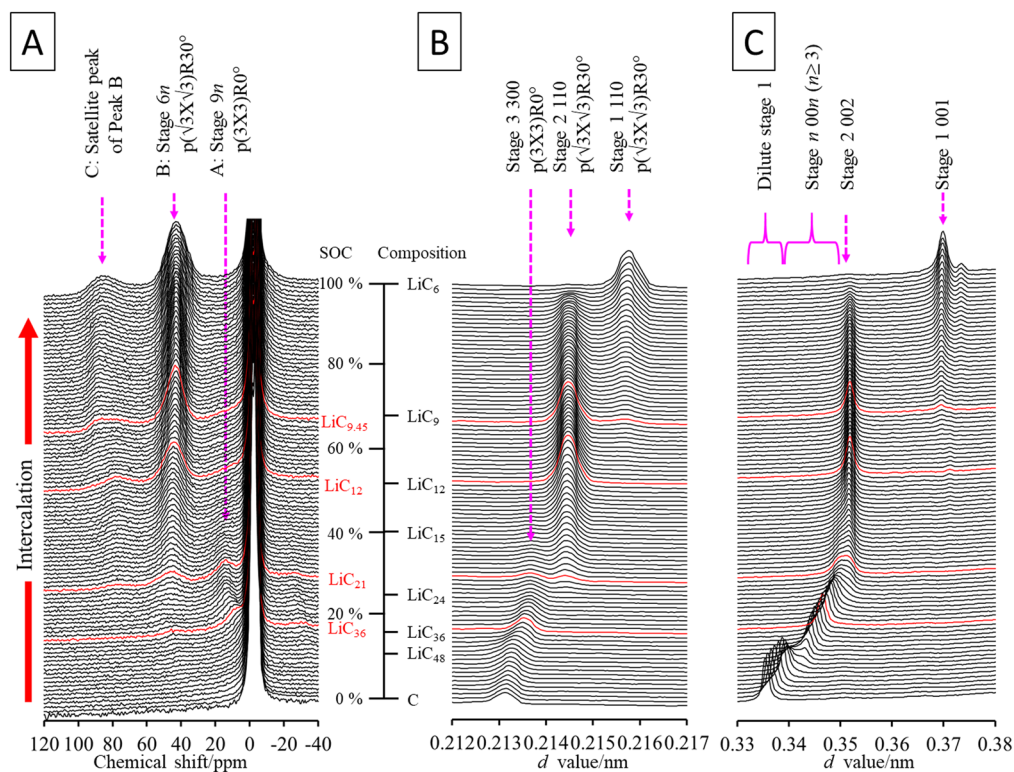 A
B
C
C: Satellite peak
of Peak B
B: Stage 6n
p(√3X√3)R30°
A: Stage 9n
p(3X3)R0°
Stage 3 300
p(3X3)R0°
Stage 2 110
p(√3X√3)R30°
Stage 1 110
p(√3X√3)R30°
Dilute stage 1
Stage n 00n (n≥ 3)
Stage 2 002
Stage 1 001
SOC
Composition
100 %
LiC6
80 %
LiC9
LiC9.45
60 %
LiC12
LiC12
40 %
LiC15
LiC21
LiC24
20 %
LiC36
LiC36
LiC48
0 %
C
Intercalation
120 100 80 60 40 20 0 -20 -40
Chemical shift/ppm
0.212 0.213 0.214 0.215 0.216 0.217
d value/nm
0.33 0.34 0.35 0.36 0.37 0.38
d value/nm